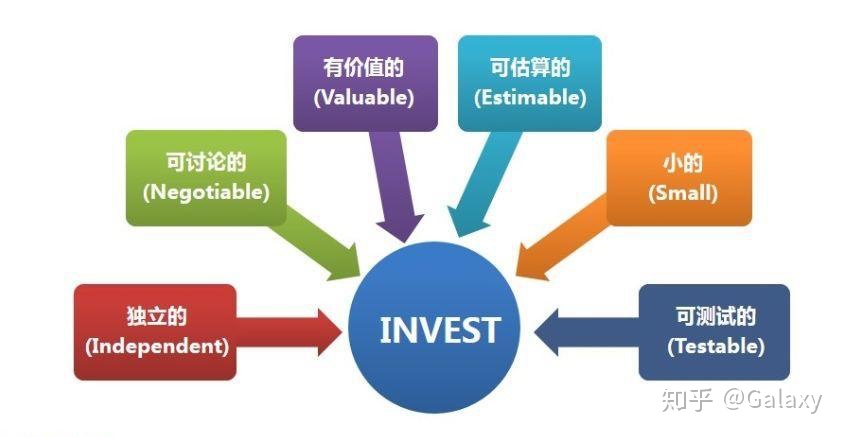 有价值的
(Valuable)
可估算的
(Estimable)
可讨论的
(Negotiable)
小的
(Small)
独立的
(Independent)
INVEST
可测试的
(Testable)
知乎 @Galaxy